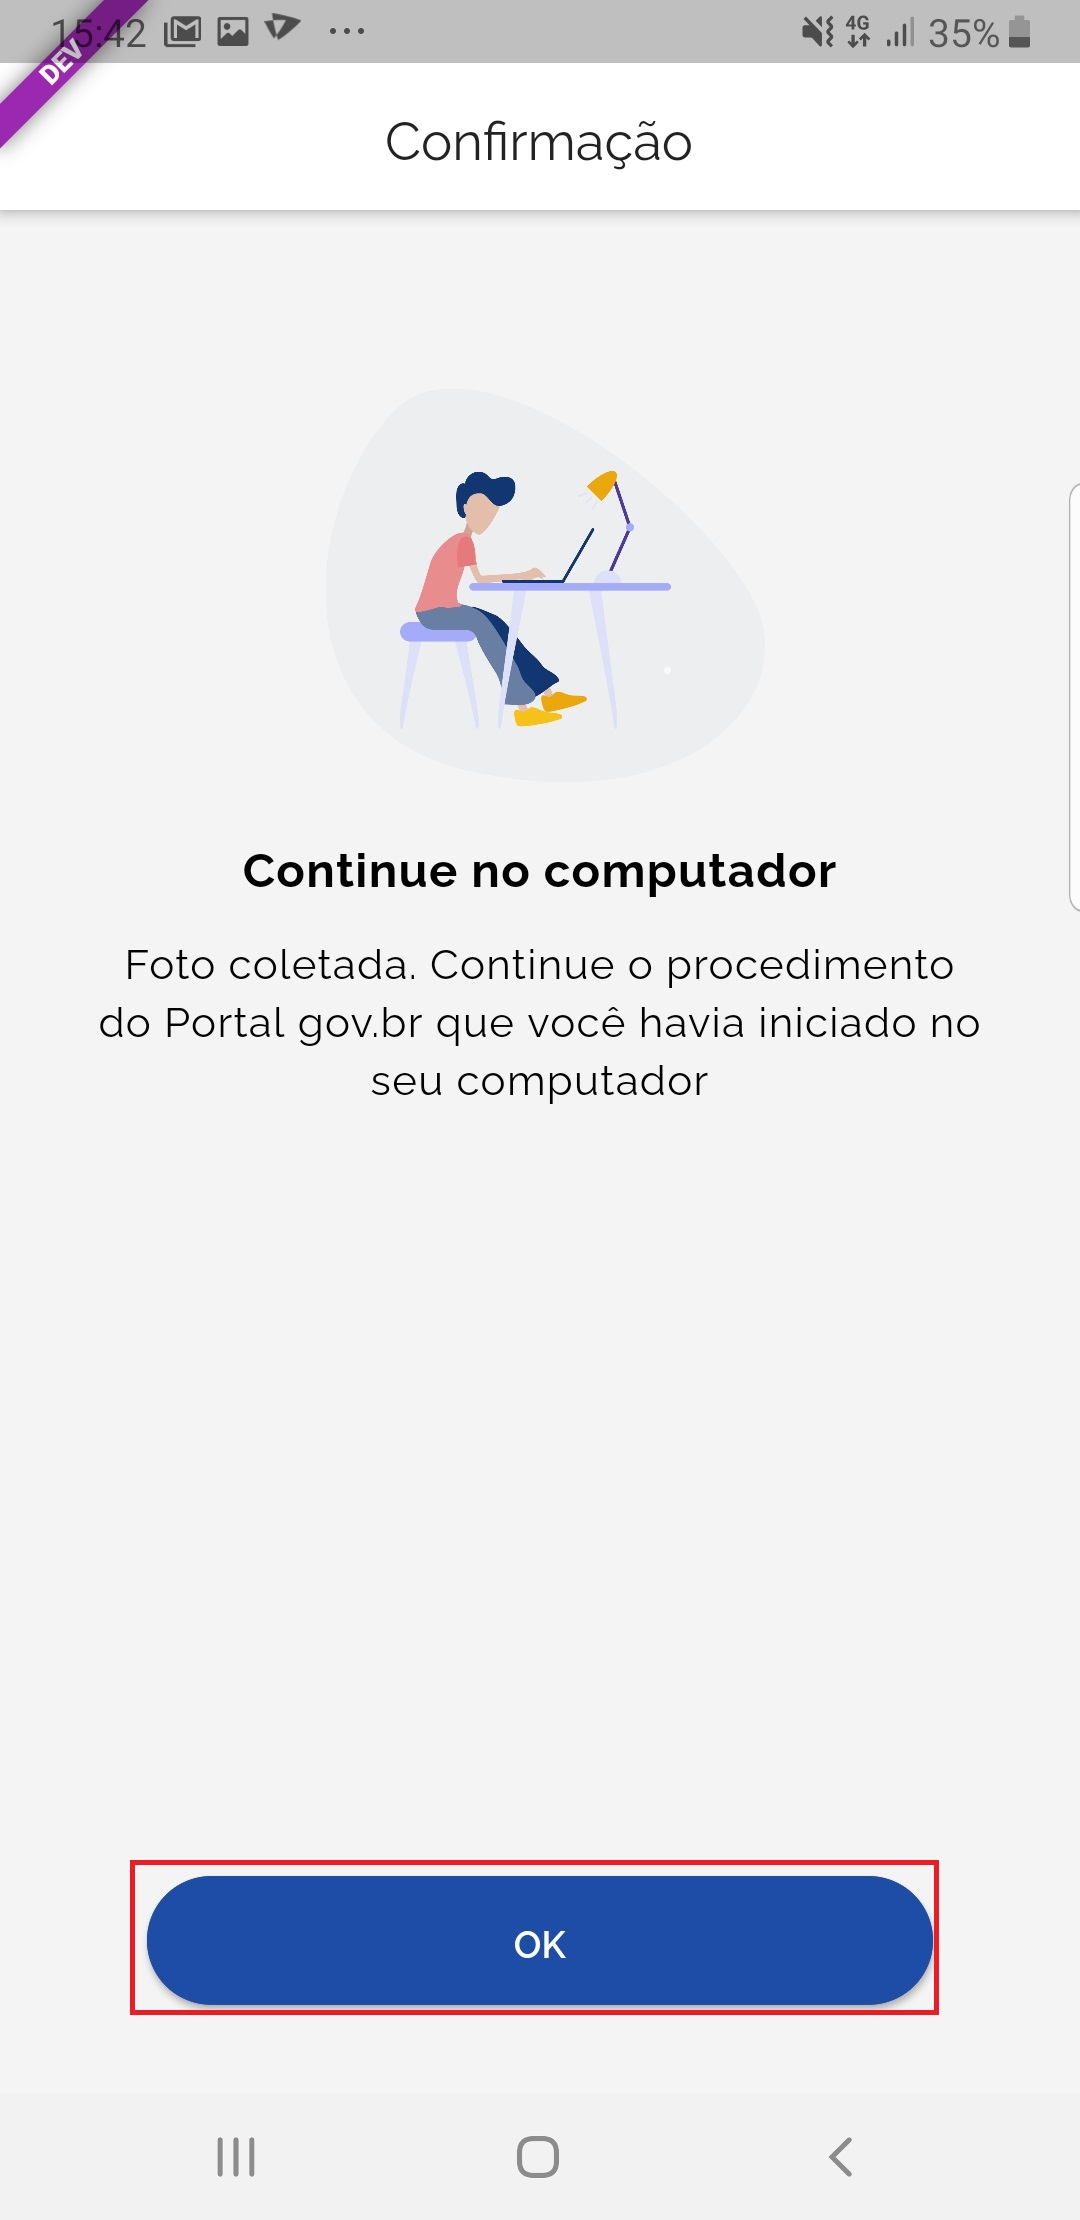 15:42
4G
35%
DEV
Confirmação
Continue no computador
Foto coletada. Continue o procedimento
do Portal gov.br que você havia iniciado no
seu computador
OK